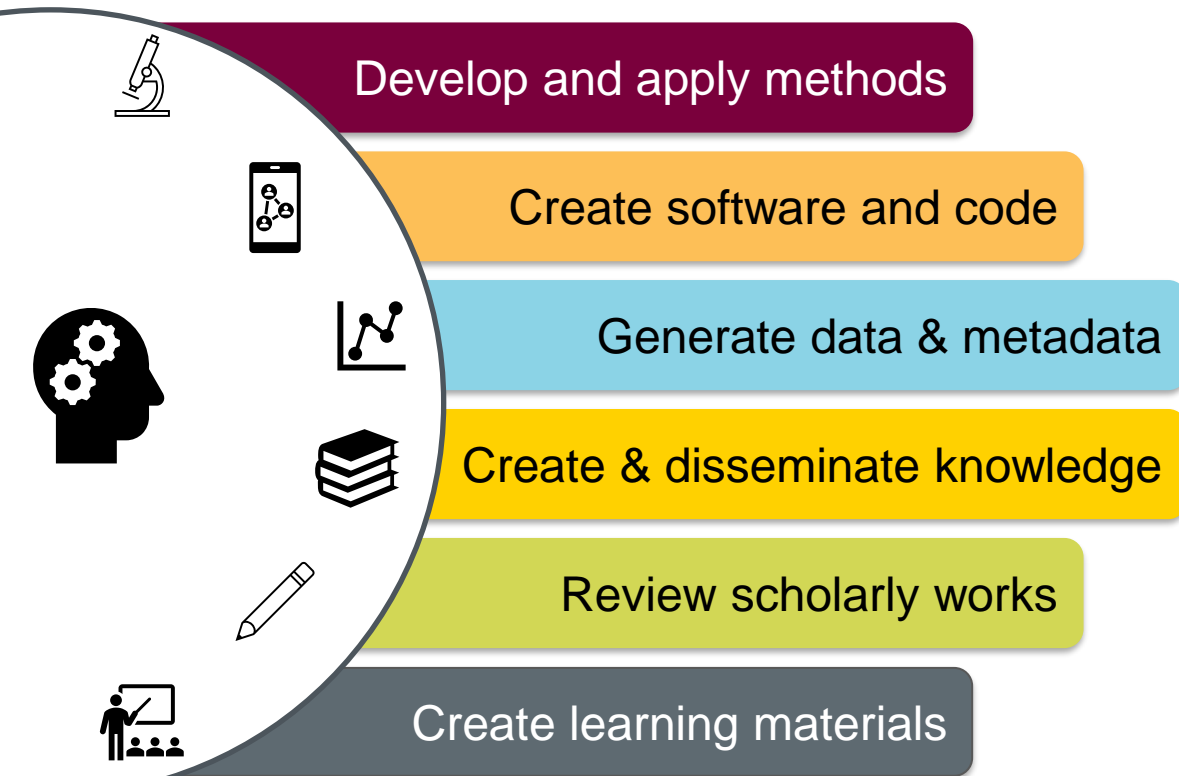 Develop and apply methods
Create software and code
Generate data & metadata
Create & disseminate knowledge
Review scholarly works
Create learning materials